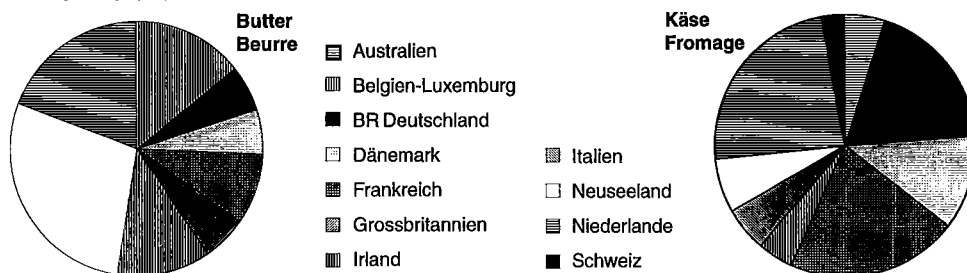 Butter
Beurre
Käse
Fromage
Australien
Belgien-Luxemburg
BR Deutschland
Dänemark
Frankreich
Grossbritannien
Irland
Italien
Neuseeland
Niederlande
Schweiz